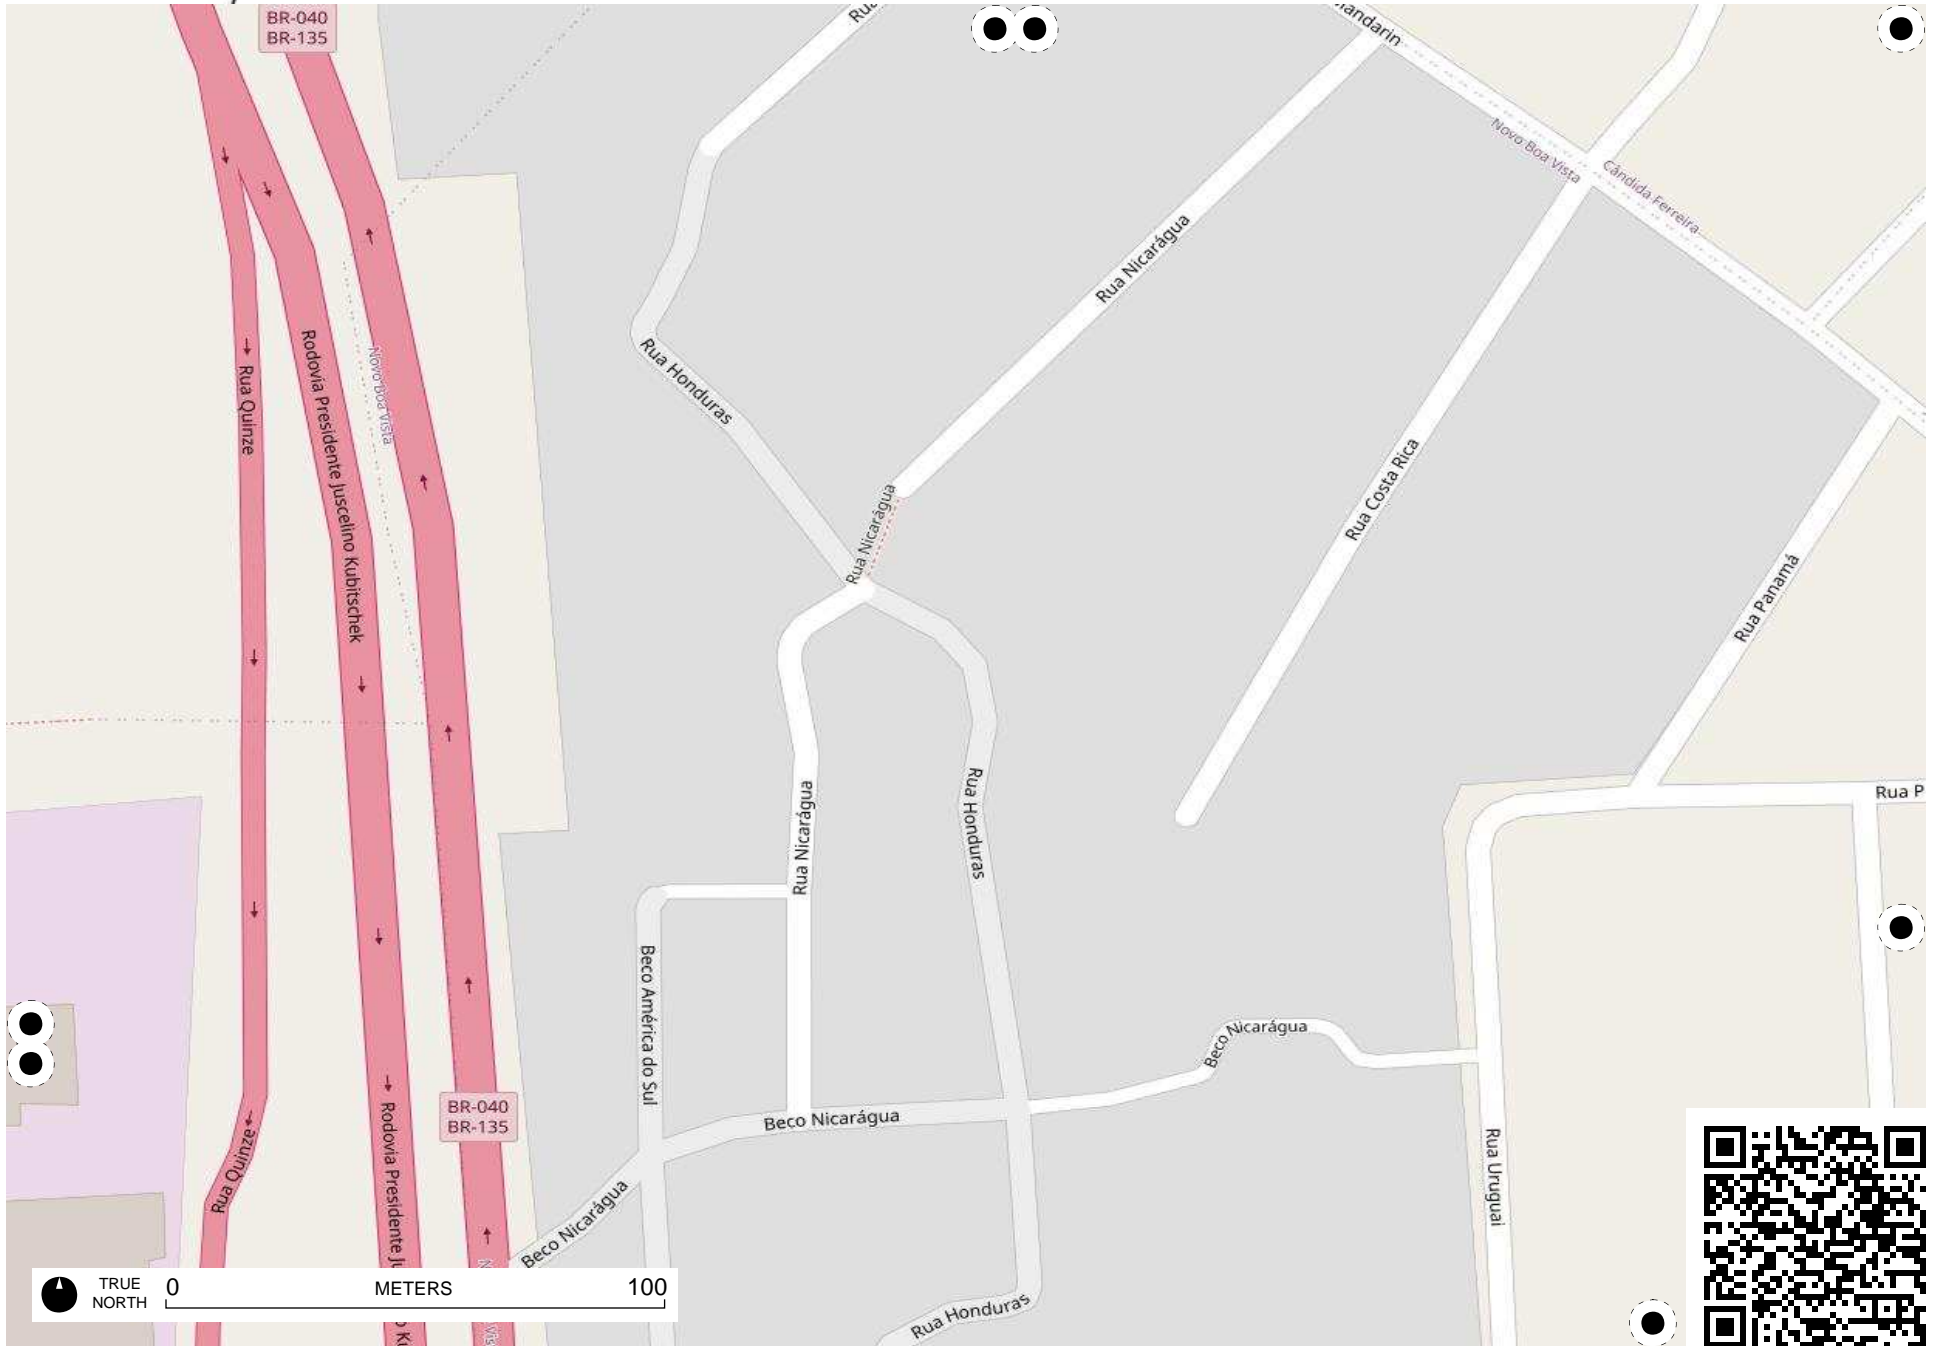 BR-040
BR-135
Rua
Novo Boa Vista
Cândida Ferreira
Rua Nicarágua
Rua Quinze
Rodovia Presidente Juscelino Kubitschek
Novo Boa Vista
Rua Honduras
Rua Costa Rica
Rua Nicarágua
Rua Panamá
Rua Nicarágua
Rua Honduras
Rua P
Beco América do Sul
Beco Nicarágua
BR-040
BR-135
Beco Nicarágua
Rua Quinze
Rodovia Presidente Ju
Rua Uruguai
Beco Nicarágua
Rua Honduras
TRUE
NORTH
0 METERS 100